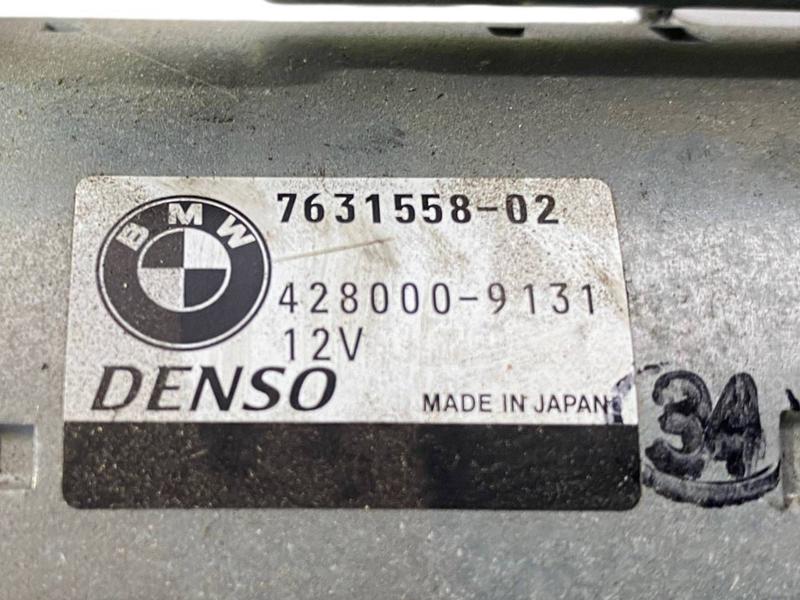 BMW
7631558-02
428000-9131
12V
DENSO
MADE IN JAPAN
34